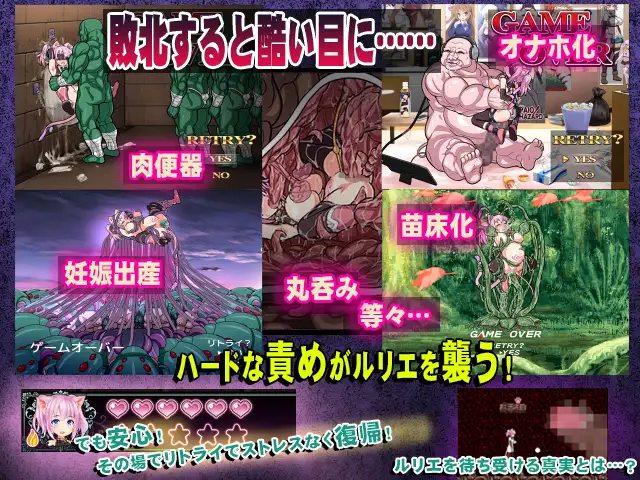 敗北すると酷い目に……
GAME
オナホ化
RETRY?
YES
NO
肉便器
RETRY?
YES
NO
苗床化
妊娠出産
丸呑み
等々…
ゲームオーバー
リトライ?
GAME OVER
RETRY?
YES
ハードな責めがルリエを襲う!
でも安心!
その場でリトライでストレスなく復帰!
ルリエを待ち受ける真実とは…?